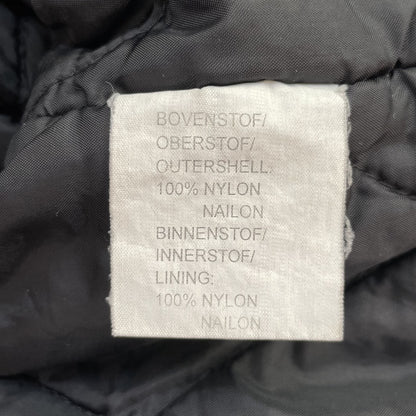 BOVENSTOF/
OBERSTOF/
OUTERSHELL:
100% NYLON
NAILON
BINNENSTOF/
INNERSTOF/
LINING:
100% NYLON
NAILON